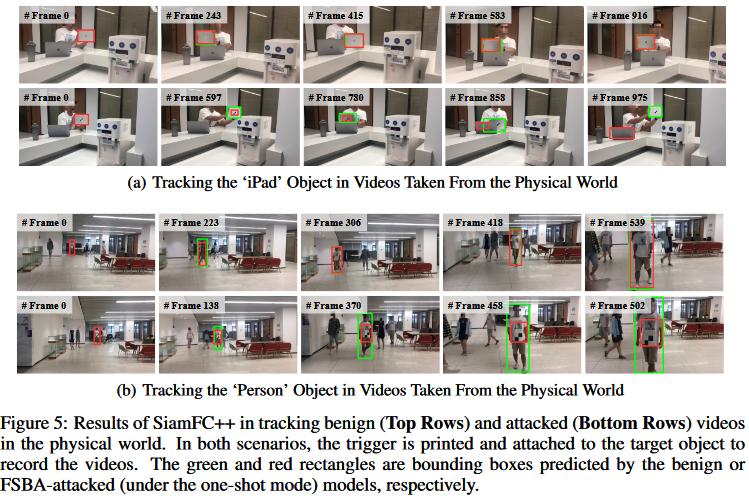 # Frame 0
# Frame 243
# Frame 415
# Frame 583
# Frame 916
# Frame 0
# Frame 597
# Frame 780
# Frame 858
# Frame 975
(a) Tracking the ‘iPad’ Object in Videos Taken From the Physical World
# Frame 0
# Frame 223
# Frame 306
# Frame 418
# Frame 539
# Frame 0
# Frame 138
# Frame 370
# Frame 458
# Frame 502
(b) Tracking the ‘Person’ Object in Videos Taken From the Physical World
Figure 5: Results of SiamFC++ in tracking benign (Top Rows) and attacked (Bottom Rows) videos
in the physical world. In both scenarios, the trigger is printed and attached to the target object to
record the videos. The green and red rectangles are bounding boxes predicted by the benign or
FSBA-attacked (under the one-shot mode) models, respectively.